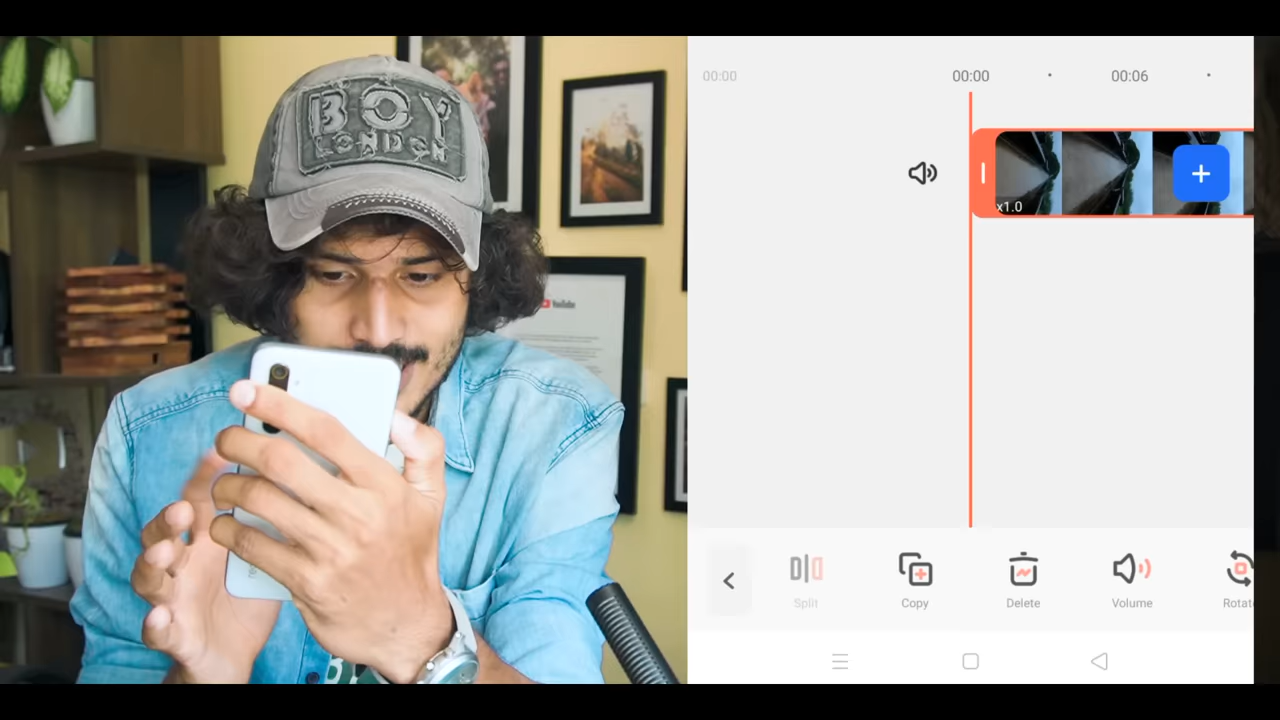 BOY
LONDON
YouTube
00:00
00:00
00:06
x1.0
Split
Copy
Delete
Volume
Rotat
B